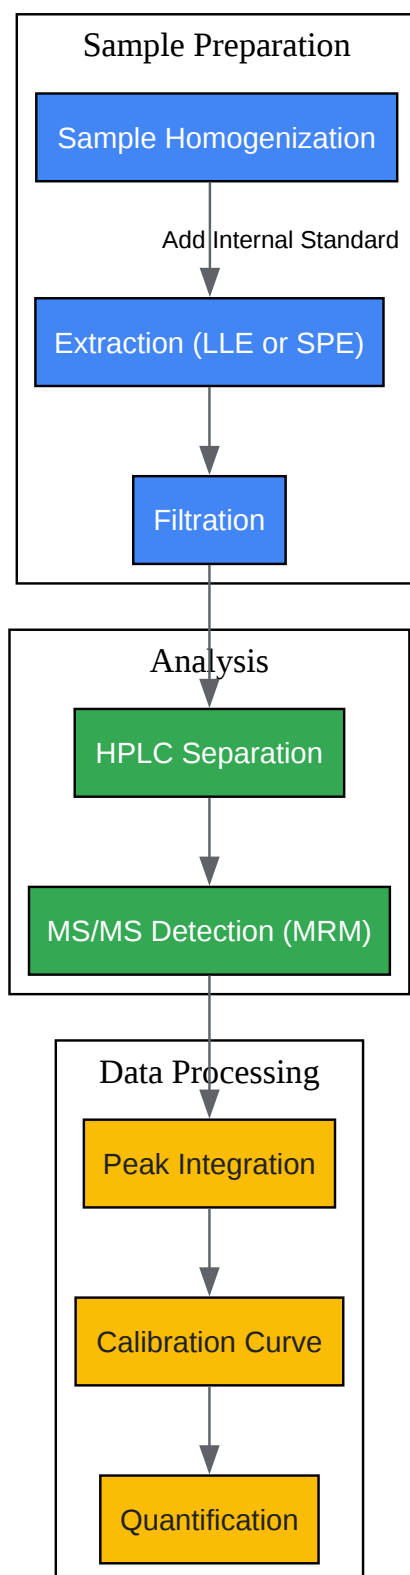 Sample Preparation
Sample Homogenization
Add Internal Standard
Extraction (LLE or SPE)
Filtration
Analysis
HPLC Separation
MS/MS Detection (MRM)
Data Processing
Peak Integration
Calibration Curve
Quantification